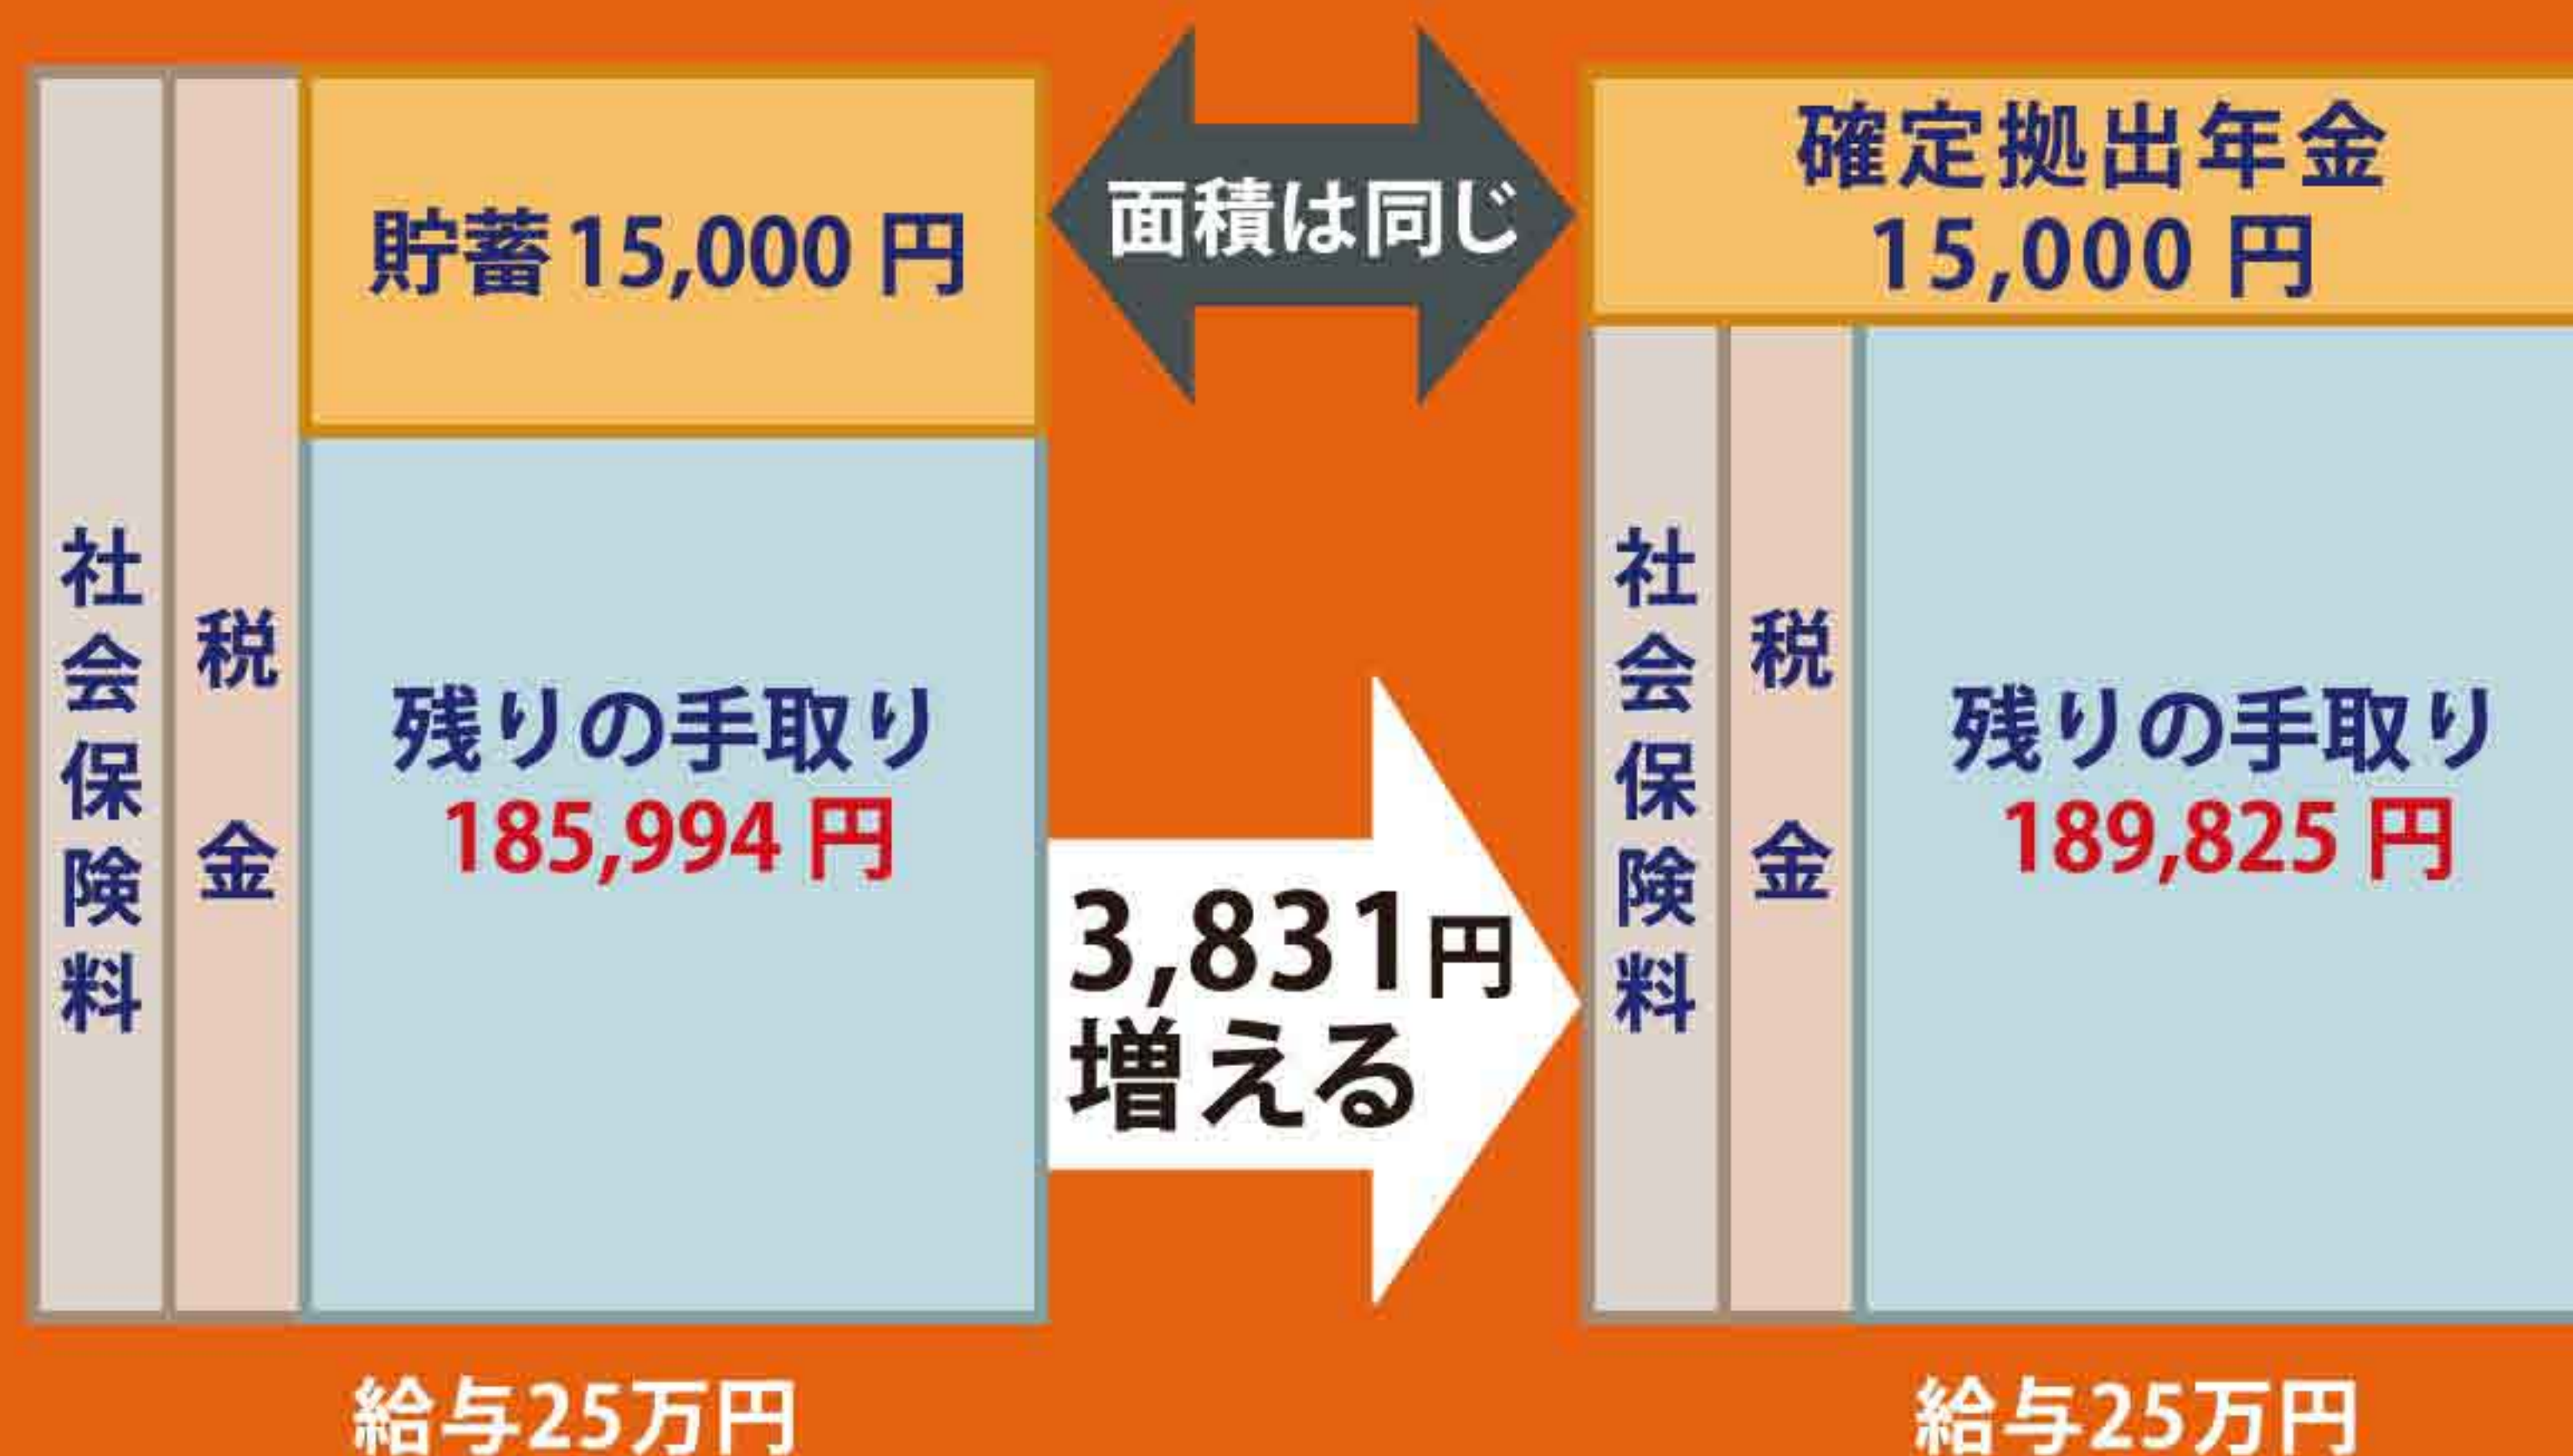 社会保険料
税金
貯蓄15,000円
残りの手取り
185,994円
給与25万円
面積は同じ
3,831円
増える
確定拠出年金
15,000円
社会保険料
税金
残りの手取り
189,825円
給与25万円